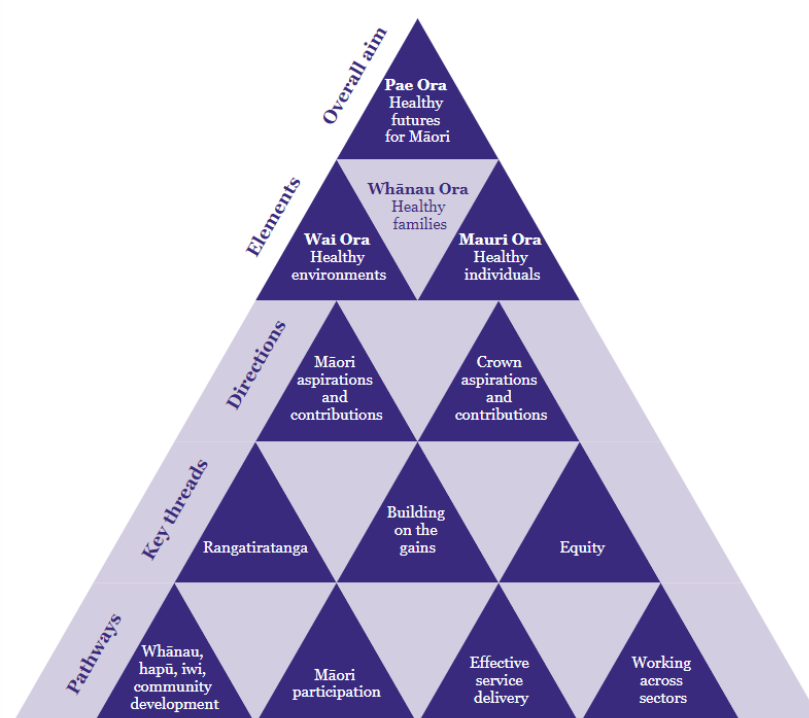 Overall aim
Pae Ora
Healthy
futures
for Māori
Elements
Whānau Ora
Healthy
families
Wai Ora
Healthy
environments
Mauri Ora
Healthy
individuals
Directions
Māori
aspirations
and
contributions
Crown
aspirations
and
contributions
Key threads
Rangatiratanga
Building
on the
gains
Equity
Pathways
Whānau,
hapū, iwi,
community
development
Māori
participation
Effective
service
delivery
Working
across
sectors